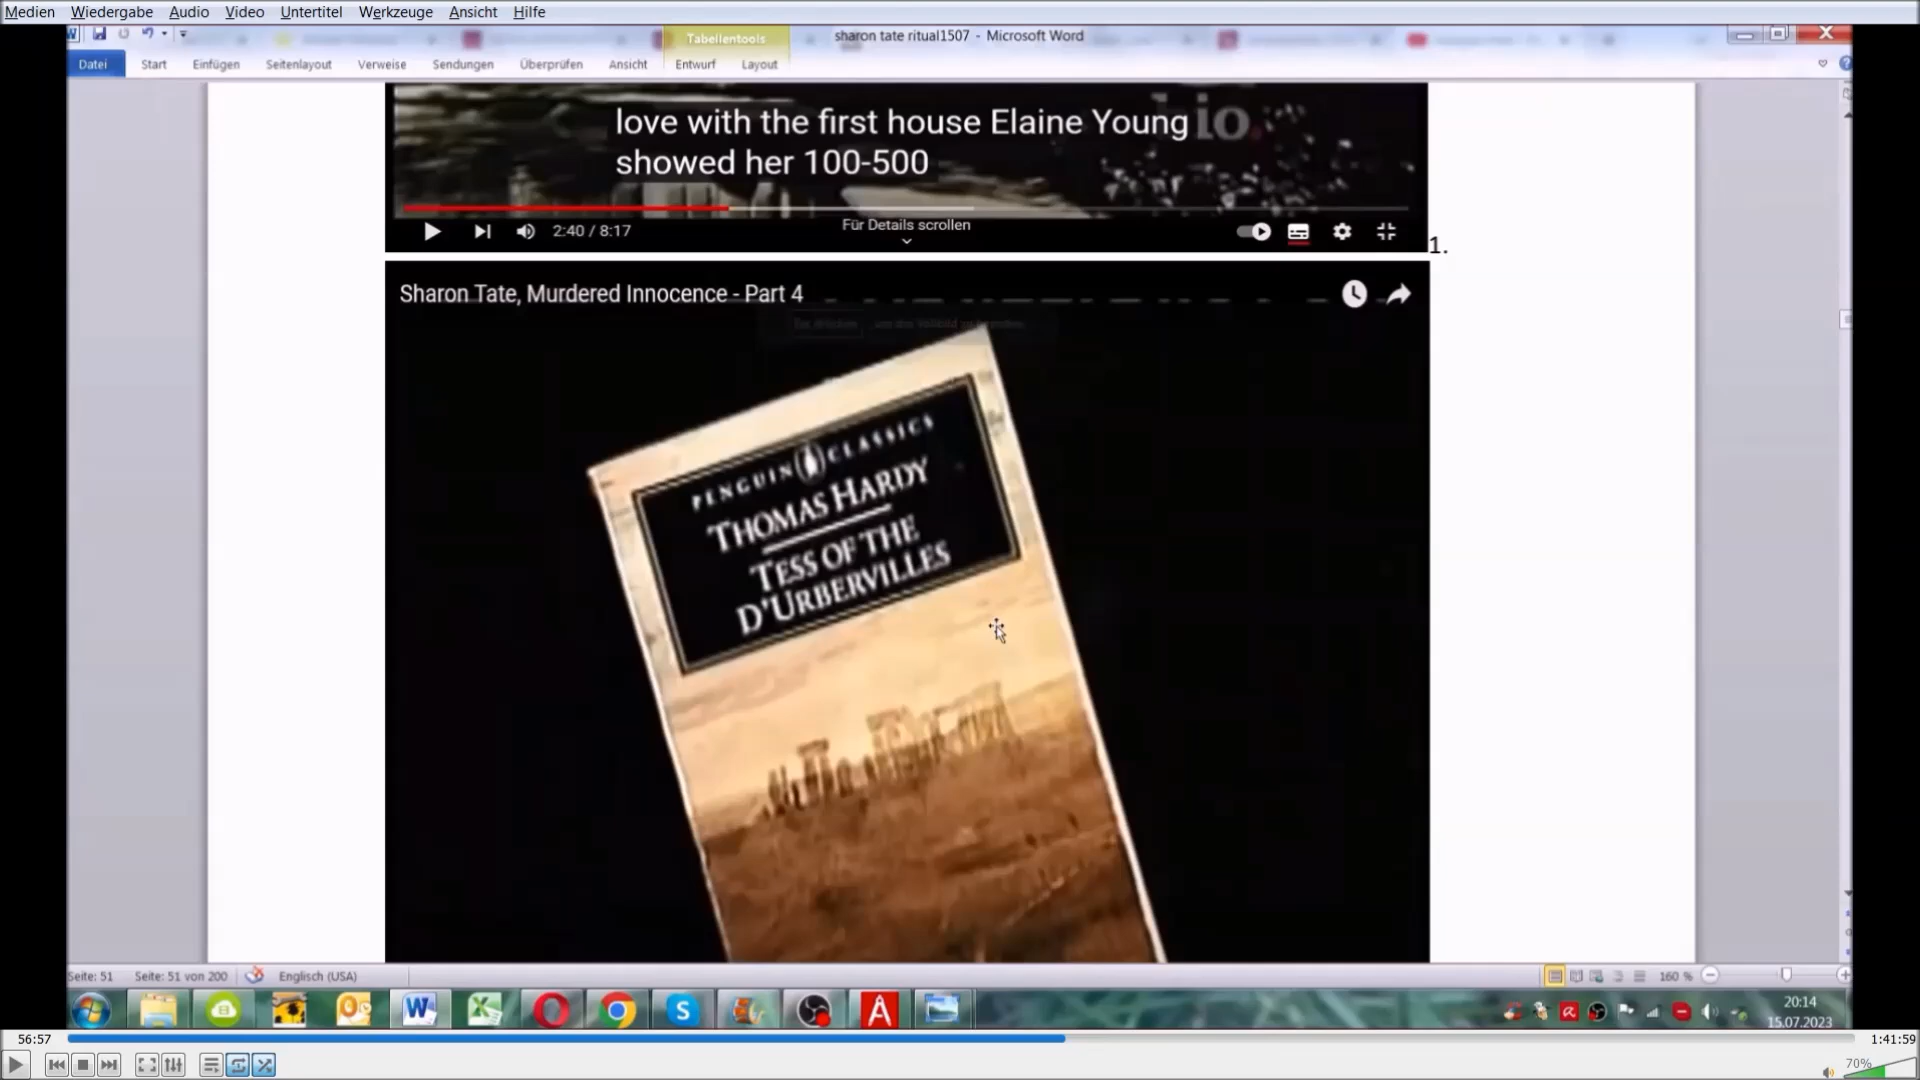 Medien Wiedergabe Audio Video Untertitel Werkzeuge Ansicht Hilfe
Tabellentools
sharon tate ritual1507 - Microsoft Word
Datei Start Einfügen Seitenlayout Verweise Sendungen Überprüfen Ansicht Entwurf Layout
love with the first house Elaine Young
showed her 100-500
io
2:40 / 8:17
Für Details scrollen
1.
Sharon Tate, Murdered Innocence - Part 4
PENGUIN CLASSICS
THOMAS HARDY
TESS OF THE
D'URBERVILLES
Seite: 51 Seite: 51 von 200 Englisch (USA) 160 %
20:14
15.07.2023
56:57 1:41:59
70%